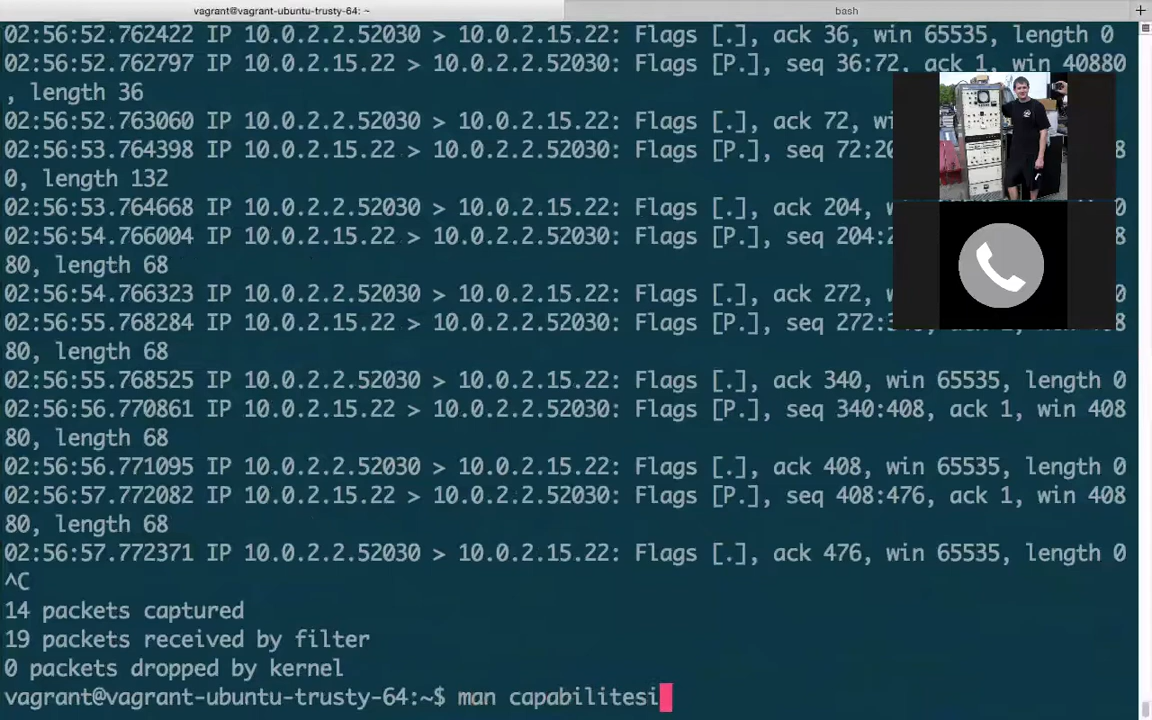 vagrant@vagrant-ubuntu-trusty-64: ~
bash
02:56:52.762422 IP 10.0.2.2.52030 > 10.0.2.15.22: Flags [.], ack 36, win 65535, length 0
02:56:52.762797 IP 10.0.2.15.22 > 10.0.2.2.52030: Flags [P.], seq 36:72, ack 1, win 40880
, length 36
02:56:52.763060 IP 10.0.2.2.52030 > 10.0.2.15.22: Flags [.], ack 72,
02:56:53.764398 IP 10.0.2.15.22 > 10.0.2.2.52030: Flags [P.], seq 8
0, length 132
02:56:53.764668 IP 10.0.2.2.52030 > 10.0.2.15.22: Flags [.], ack 204, 0
02:56:54.766004 IP 10.0.2.15.22 > 10.0.2.2.52030: Flags [P.], seq 8
80, length 68
02:56:54.766323 IP 10.0.2.2.52030 > 10.0.2.15.22: Flags [.], ack 272, 0
02:56:55.768284 IP 10.0.2.15.22 > 10.0.2.2.52030: Flags [P.], seq 8
80, length 68
02:56:55.768525 IP 10.0.2.2.52030 > 10.0.2.15.22: Flags [.], ack 340, win 65535, length 0
02:56:56.770861 IP 10.0.2.15.22 > 10.0.2.2.52030: Flags [P.], seq 340:408, ack 1, win 408
80, length 68
02:56:56.771095 IP 10.0.2.2.52030 > 10.0.2.15.22: Flags [.], ack 408, win 65535, length 0
02:56:57.772082 IP 10.0.2.15.22 > 10.0.2.2.52030: Flags [P.], seq 408:476, ack 1, win 408
80, length 68
02:56:57.772371 IP 10.0.2.2.52030 > 10.0.2.15.22: Flags [.], ack 476, win 65535, length 0
^C
14 packets captured
19 packets received by filter
0 packets dropped by kernel
vagrant@vagrant-ubuntu-trusty-64:~$ man capabilitesi